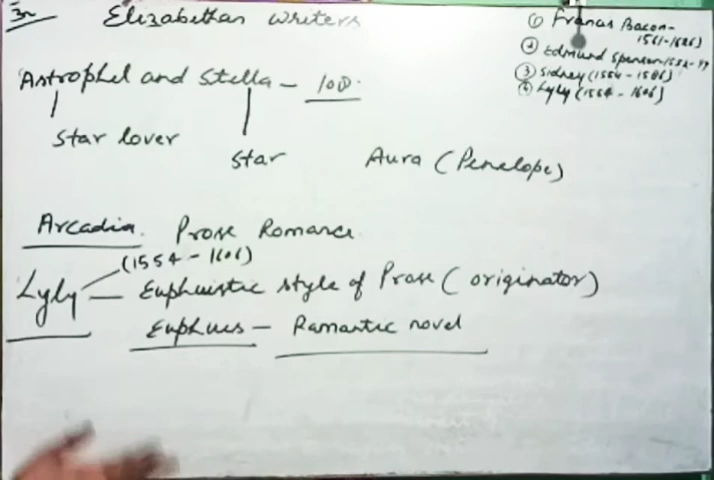 Elizabethan Writers
① Francis Bacon-
1561-1626)
② Edmund Spenser-1552-99
③ Sidney (1554-1586)
④ Lyly (1554-1606)
Astrophel and Stella - 108
Star lover
Star
Aura (Penelope)
Arcadia. Prose Romance
(1554-1606)
Lyly - Euphuistic style of Prose (originator)
Euphues - Ramantic novel